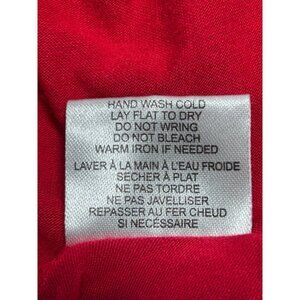 HAND WASH COLD
LAY FLAT TO DRY
DO NOT WRING
DO NOT BLEACH
WARM IRON IF NEEDED
LAVER À LA MAIN À L'EAU FROIDE
SECHER À PLAT
NE PAS TORDRE
NE PAS JAVELLISER
REPASSER AU FER CHEUD
SI NECÉSSAIRE